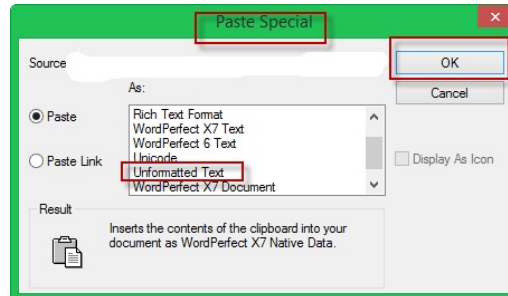 Paste Special
Source
OK
Cancel
As:
Paste
Paste Link
Rich Text Format
WordPerfect X7 Text
WordPerfect 6 Text
Unicode
Unformatted Text
WordPerfect X7 Document
Display As Icon
Result
Inserts the contents of the clipboard into your
document as WordPerfect X7 Native Data.